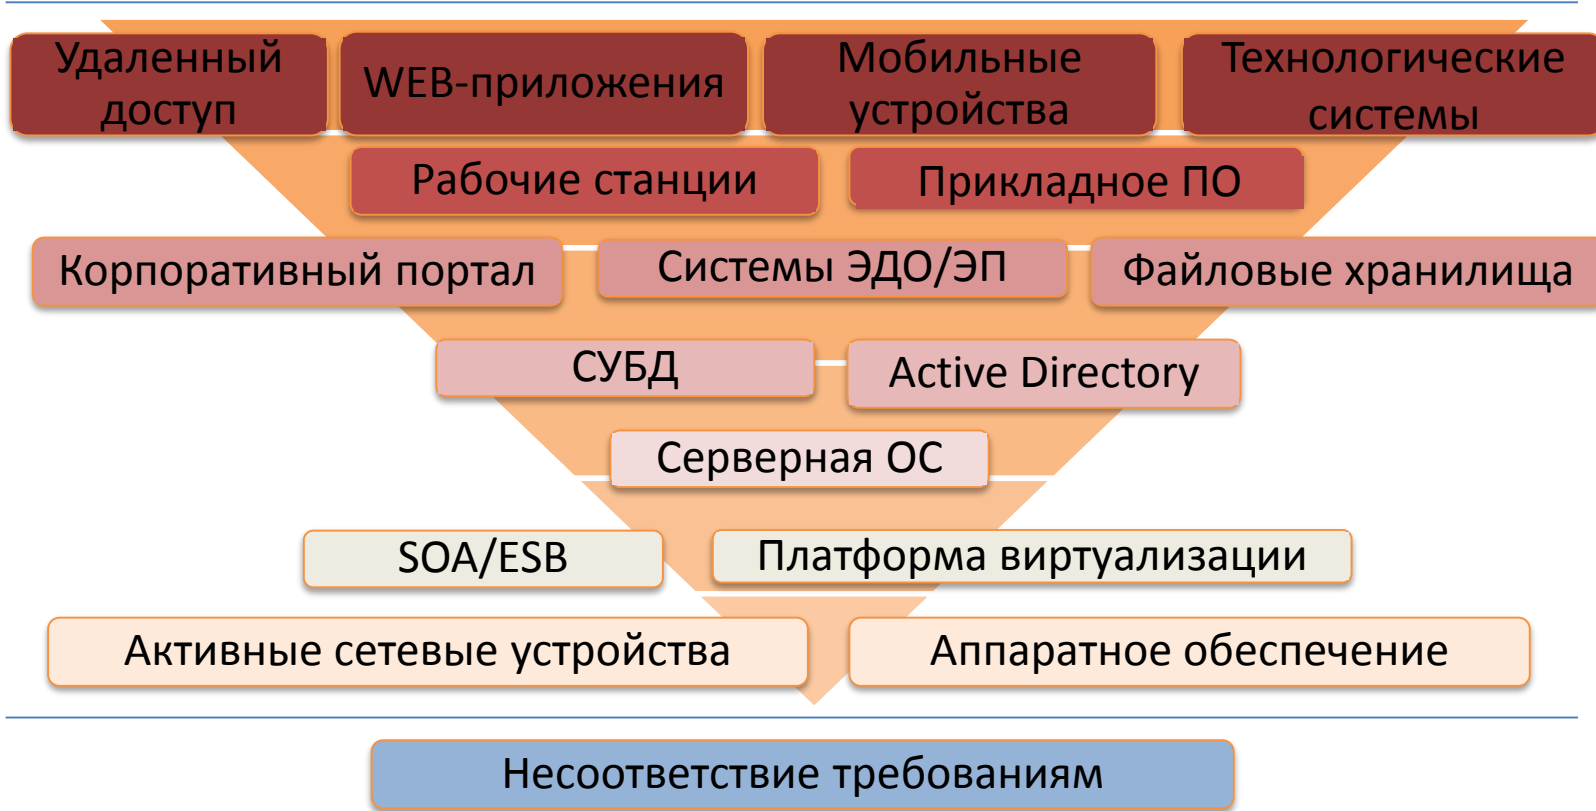 Удаленный
доступ
WEB-приложения
Мобильные
устройства
Технологические
системы
Рабочие станции
Прикладное ПО
Корпоративный портал
Системы ЭДО/ЭП
Файловые хранилища
СУБД
Active Directory
Серверная ОС
SOA/ESB
Платформа виртуализации
Активные сетевые устройства
Аппаратное обеспечение
Несоответствие требованиям